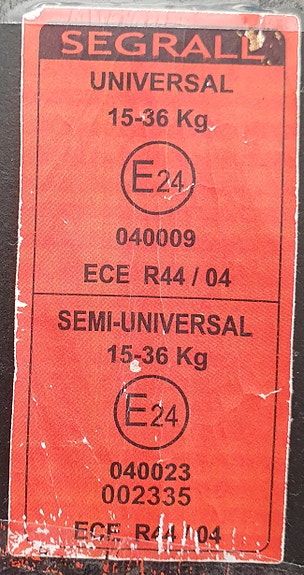 SEGRALL
UNIVERSAL
15-36 Kg
E24
040009
ECE R44 / 04
SEMI-UNIVERSAL
15-36 Kg
E24
040023
002335
ECE R44 / 04